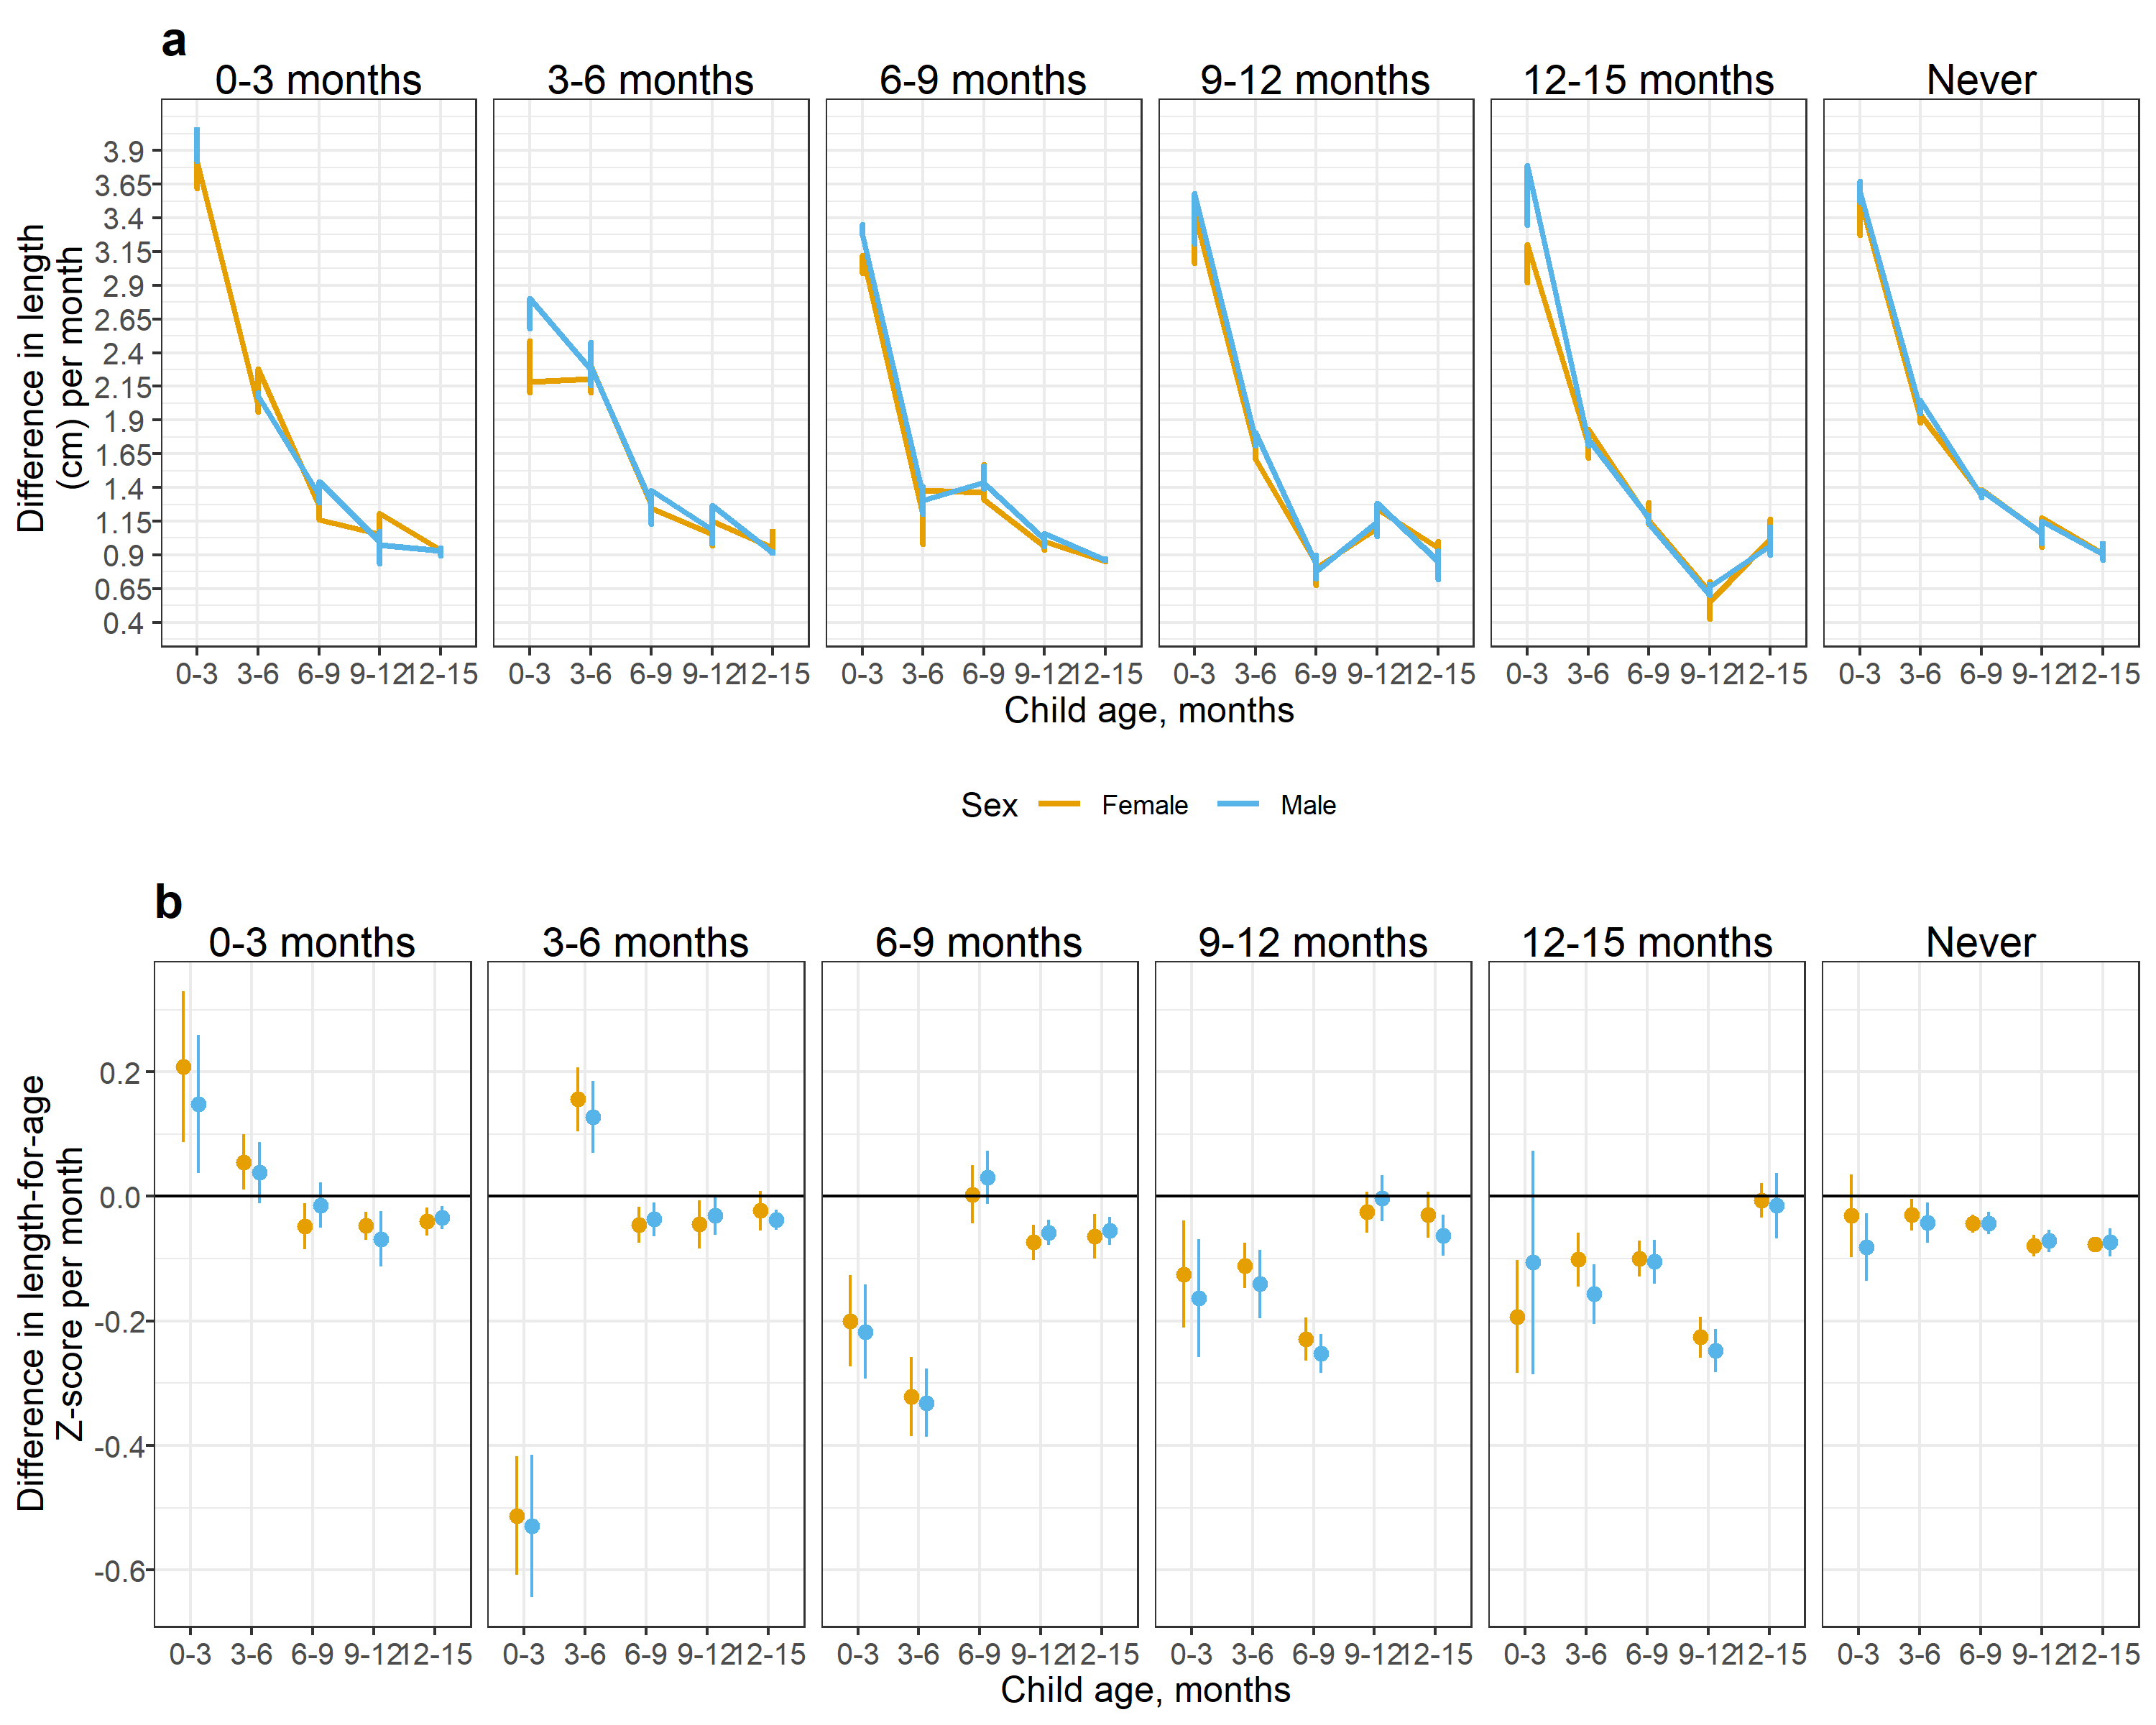 a
0-3 months 3-6 months 6-9 months 9-12 months 12-15 months Never
Difference in length
(cm) per month
3.9
3.65
3.4
3.15
2.9
2.65
2.4
2.15
1.9
1.65
1.4
1.15
0.9
0.65
0.4
0-3 3-6 6-9 9-12 12-15 0-3 3-6 6-9 9-12 12-15 0-3 3-6 6-9 9-12 12-15 0-3 3-6 6-9 9-12 12-15 0-3 3-6 6-9 9-12 12-15 0-3 3-6 6-9 9-12 12-15
Child age, months
Sex Female Male
b
0-3 months 3-6 months 6-9 months 9-12 months 12-15 months Never
Difference in length-for-age
Z-score per month
0.2
0.0
-0.2
-0.4
-0.6
0-3 3-6 6-9 9-12 12-15 0-3 3-6 6-9 9-12 12-15 0-3 3-6 6-9 9-12 12-15 0-3 3-6 6-9 9-12 12-15 0-3 3-6 6-9 9-12 12-15 0-3 3-6 6-9 9-12 12-15
Child age, months